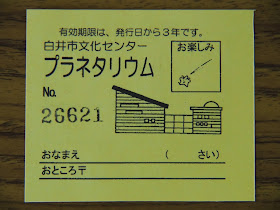 有効期限は、発行日から3年です。
白井市文化センター
プラネタリウム
お楽しみ
No.
26621
おなまえ ( さい)
おところ〒